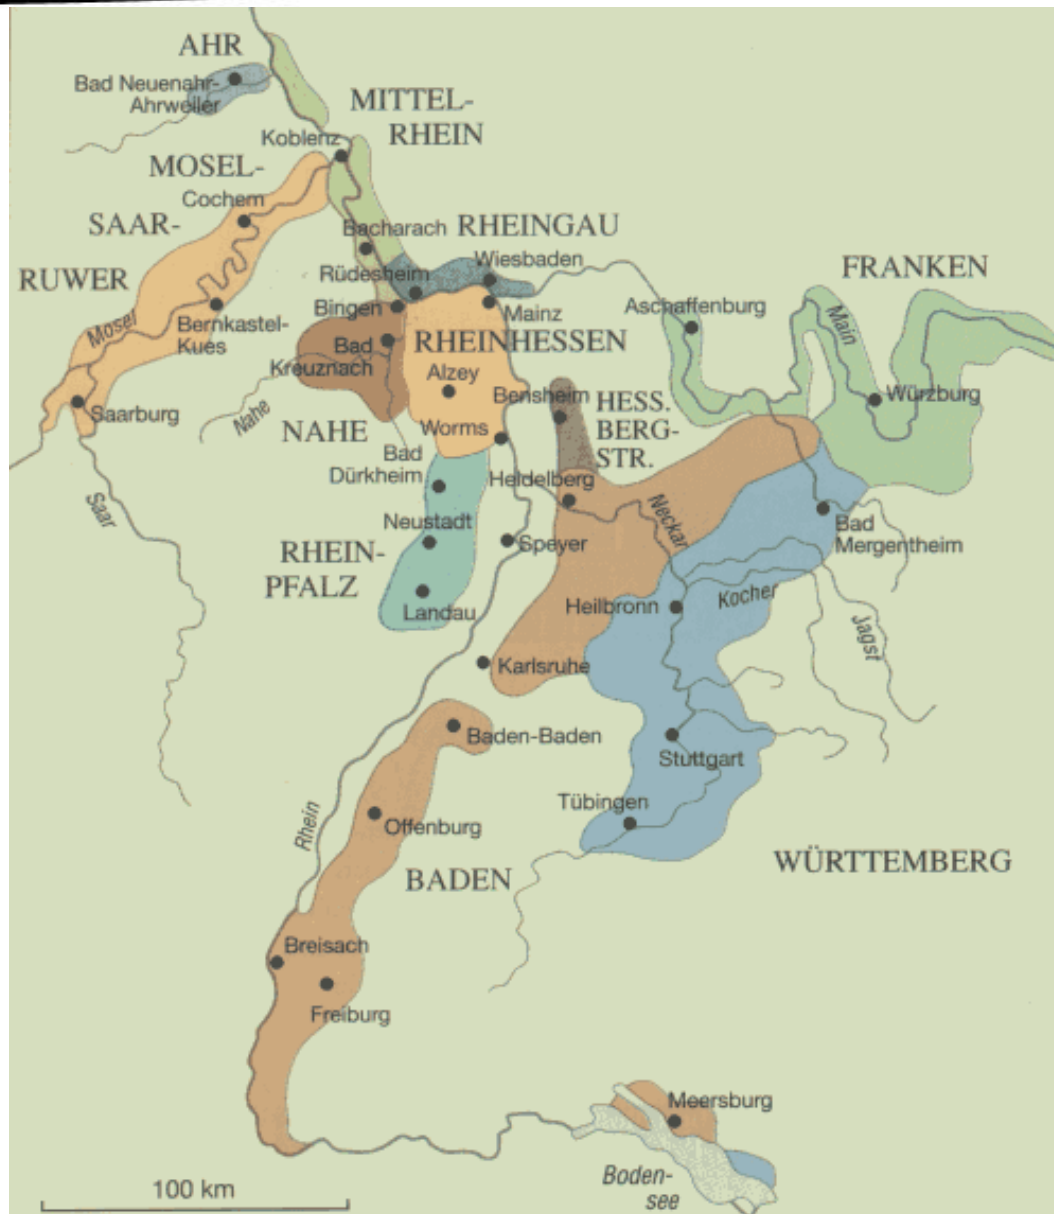 AHR
Bad Neuenahr-
Ahrweiler
MITTEL-
RHEIN
Koblenz
MOSEL-
Cochem
SAAR-
RUWER
Bacharach
RHEINGAU
Wiesbaden
Rüdesheim
FRANKEN
Bingen
Mainz
Aschaffenburg
Main
Mosel
Bernkastel-
Kues
Bad
Kreuznach
RHEINHESSEN
Alzey
Bensheim
HESS.
BERG-
STR.
Würzburg
Saarburg
Nahe
NAHE
Worms
Bad
Dürkheim
Heidelberg
Saar
Neckar
Neustadt
Speyer
Bad
Mergentheim
RHEIN-
PFALZ
Landau
Heilbronn
Kocher
Jagst
Karlsruhe
Baden-Baden
Stuttgart
Rhein
Offenburg
Tübingen
BADEN
WÜRTTEMBERG
Breisach
Freiburg
Meersburg
Boden-
see
100 km